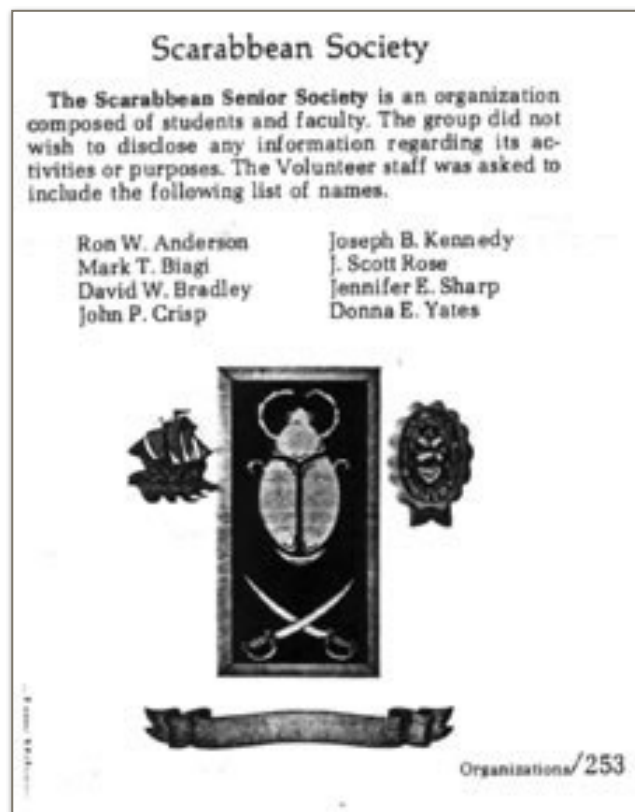 Scarabbean Society
The Scarabbean Senior Society is an organization
composed of students and faculty. The group did not
wish to disclose any information regarding its ac-
tivities or purposes. The Volunteer staff was asked to
include the following list of names.
Ron W. Anderson
Mark T. Biagi
David W. Bradley
John P. Crisp
Joseph B. Kennedy
J. Scott Rose
Jennifer E. Sharp
Donna E. Yates
Organizations/253